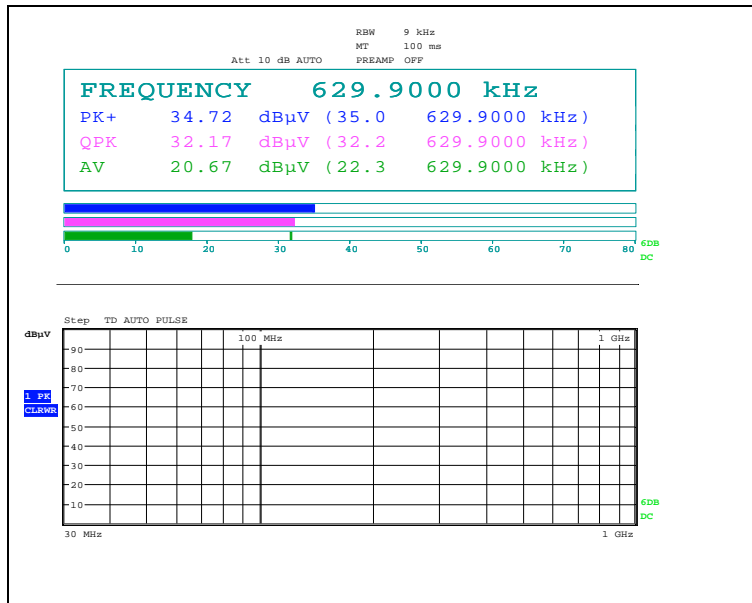 RBW 9 kHz
MT 100 ms
Att 10 dB AUTO PREAMP OFF
FREQUENCY 629.9000 kHz
PK+ 34.72 dBµV (35.0 629.9000 kHz)
QPK 32.17 dBµV (32.2 629.9000 kHz)
AV 20.67 dBµV (22.3 629.9000 kHz)
0 10 20 30 40 50 60 70 80
6DB
DC
Step TD AUTO PULSE
dBµV
100 MHz 1 GHz
90
80
70
1 PK
CLRWR
60
50
40
30
20
10
6DB
DC
30 MHz 1 GHz